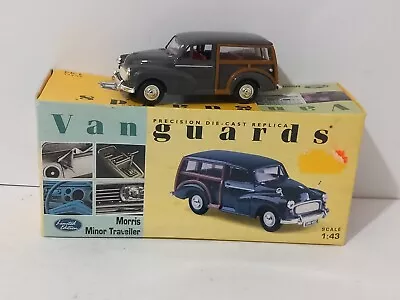 Vanguards
PRECISION DIE-CAST REPLICA
Limited
Edition
Morris
Minor Traveller
SCALE
1:43